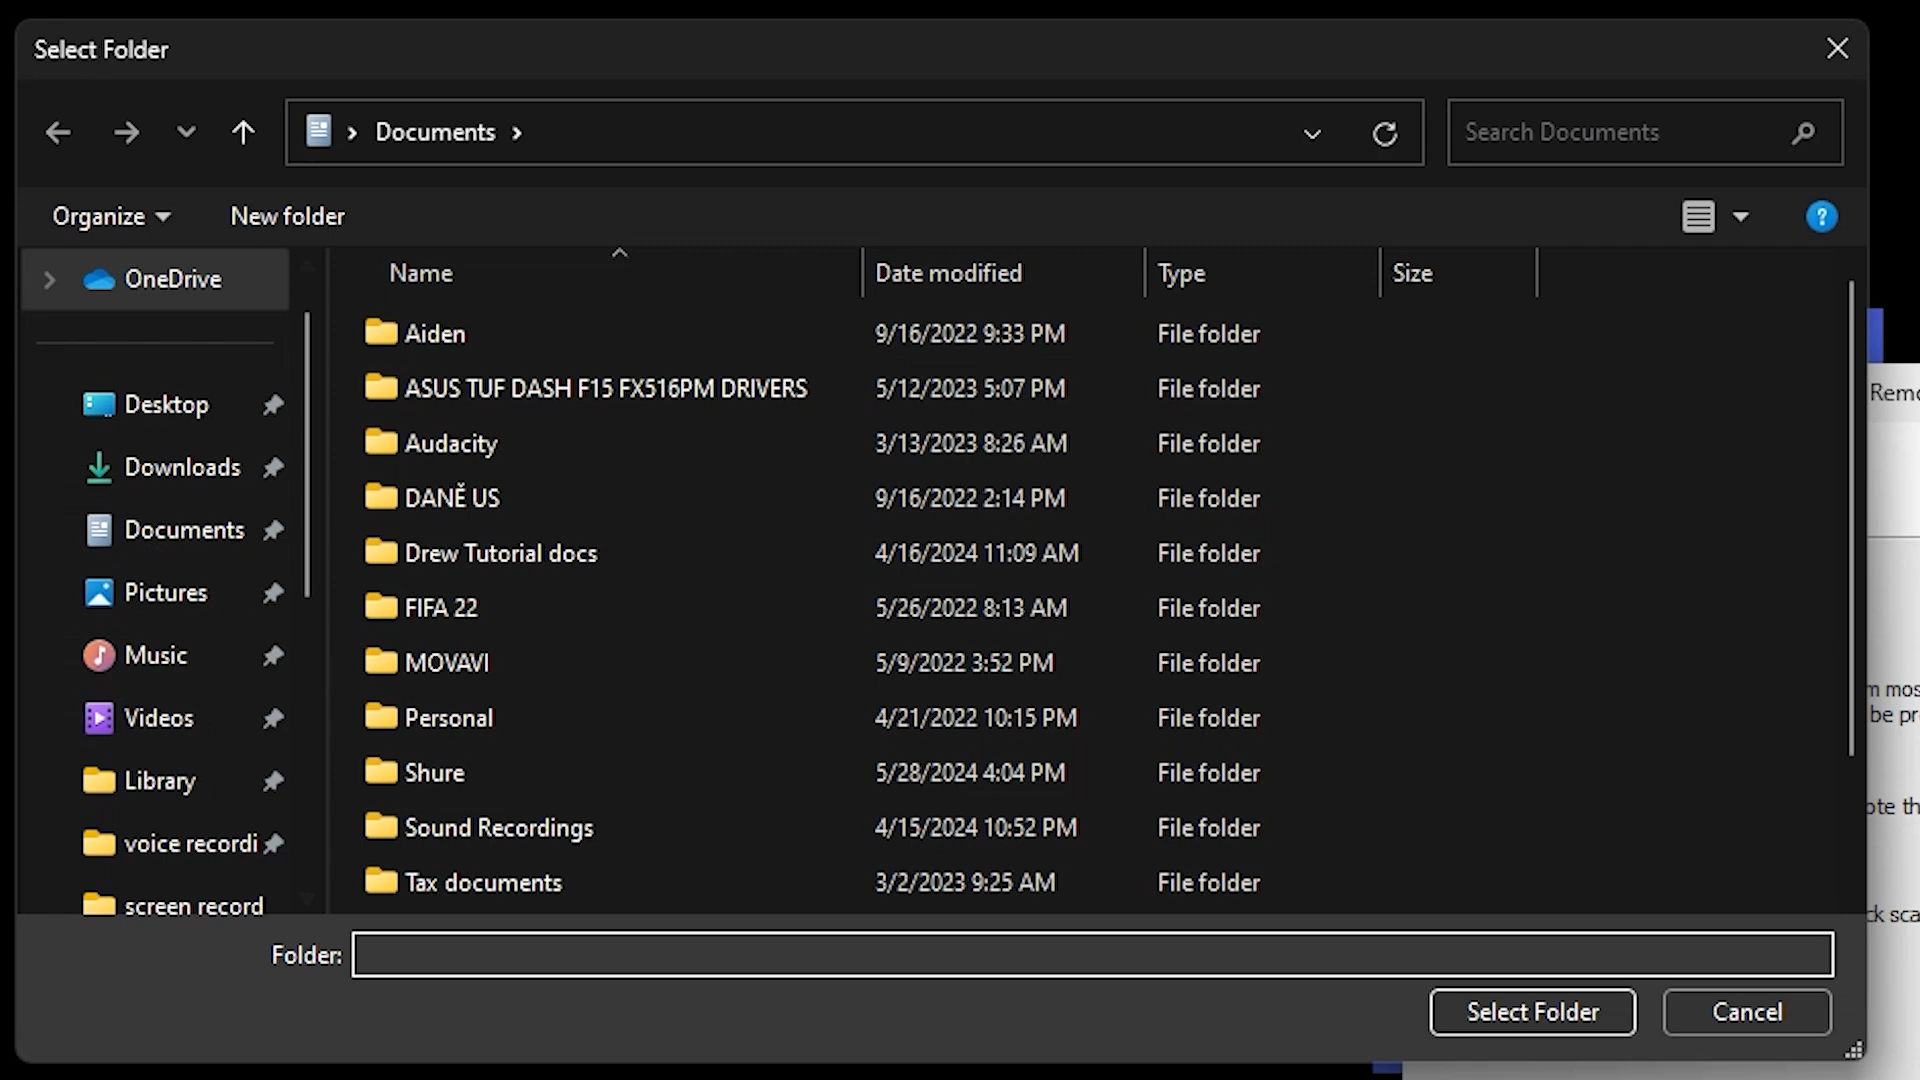 Select Folder
Documents
Search Documents
Organize
New folder
?
OneDrive
Desktop
Downloads
Documents
Pictures
Music
Videos
Library
voice recordi
screen record
Name Date modified Type Size
Aiden 9/16/2022 9:33 PM File folder
ASUS TUF DASH F15 FX516PM DRIVERS 5/12/2023 5:07 PM File folder
Audacity 3/13/2023 8:26 AM File folder
DANĚ US 9/16/2022 2:14 PM File folder
Drew Tutorial docs 4/16/2024 11:09 AM File folder
FIFA 22 5/26/2022 8:13 AM File folder
MOVAVI 5/9/2022 3:52 PM File folder
Personal 4/21/2022 10:15 PM File folder
Shure 5/28/2024 4:04 PM File folder
Sound Recordings 4/15/2024 10:52 PM File folder
Tax documents 3/2/2023 9:25 AM File folder
Folder:
Select Folder
Cancel